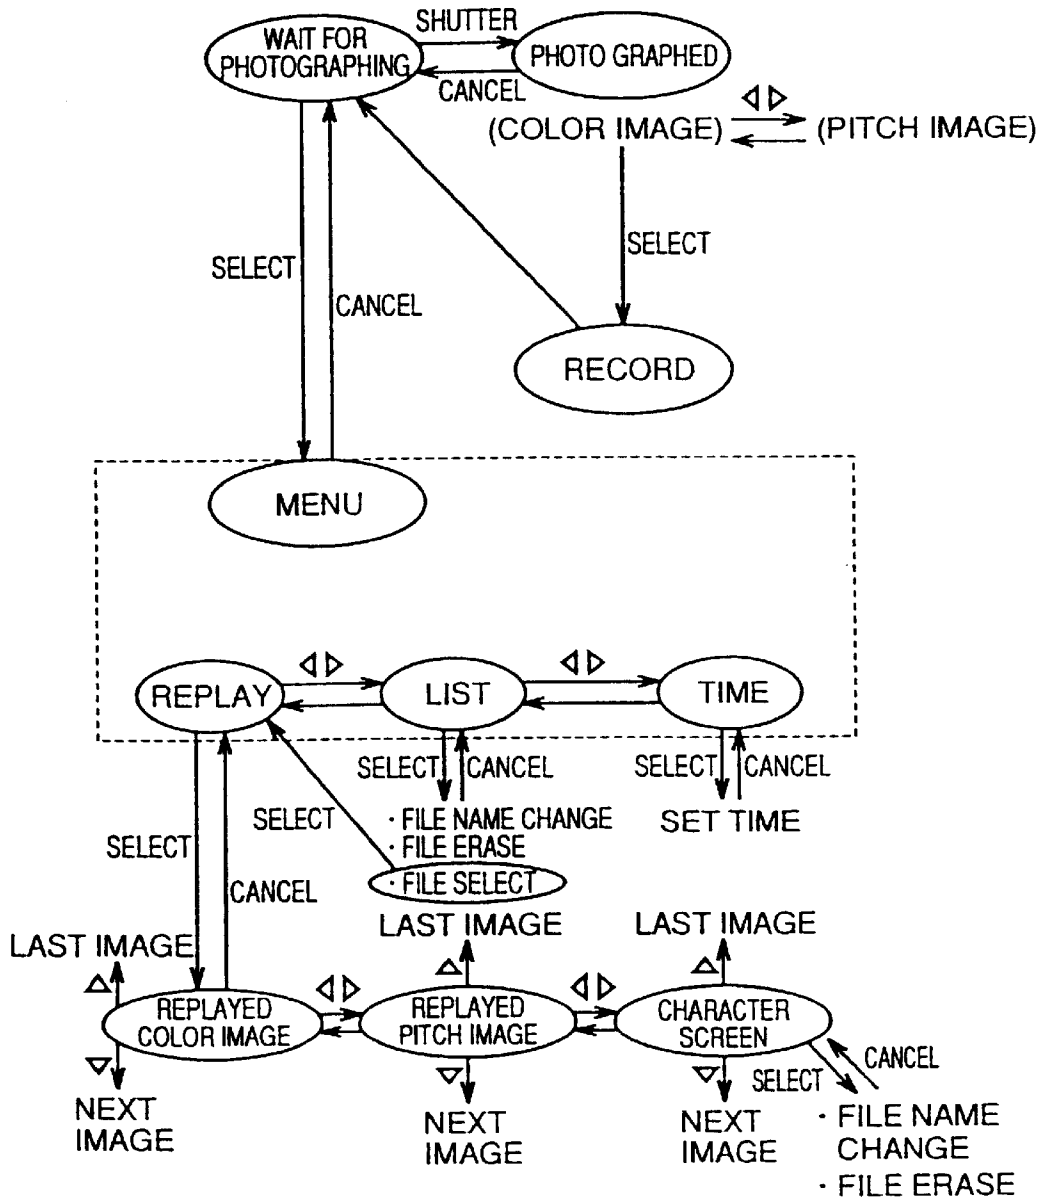 WAIT FOR
PHOTOGRAPHING
SHUTTER
CANCEL
PHOTO GRAPHED
◁ ▷
(COLOR IMAGE)
(PITCH IMAGE)
SELECT
SELECT
CANCEL
RECORD
MENU
REPLAY
◁ ▷
LIST
◁ ▷
TIME
SELECT
CANCEL
SELECT
CANCEL
· FILE NAME CHANGE
· FILE ERASE
· FILE SELECT
SET TIME
SELECT
SELECT
CANCEL
LAST IMAGE
LAST IMAGE
LAST IMAGE
△
△
△
REPLAYED
COLOR IMAGE
◁ ▷
REPLAYED
PITCH IMAGE
◁ ▷
CHARACTER
SCREEN
▽
▽
▽
NEXT
IMAGE
NEXT
IMAGE
NEXT
IMAGE
SELECT
CANCEL
· FILE NAME
CHANGE
· FILE ERASE